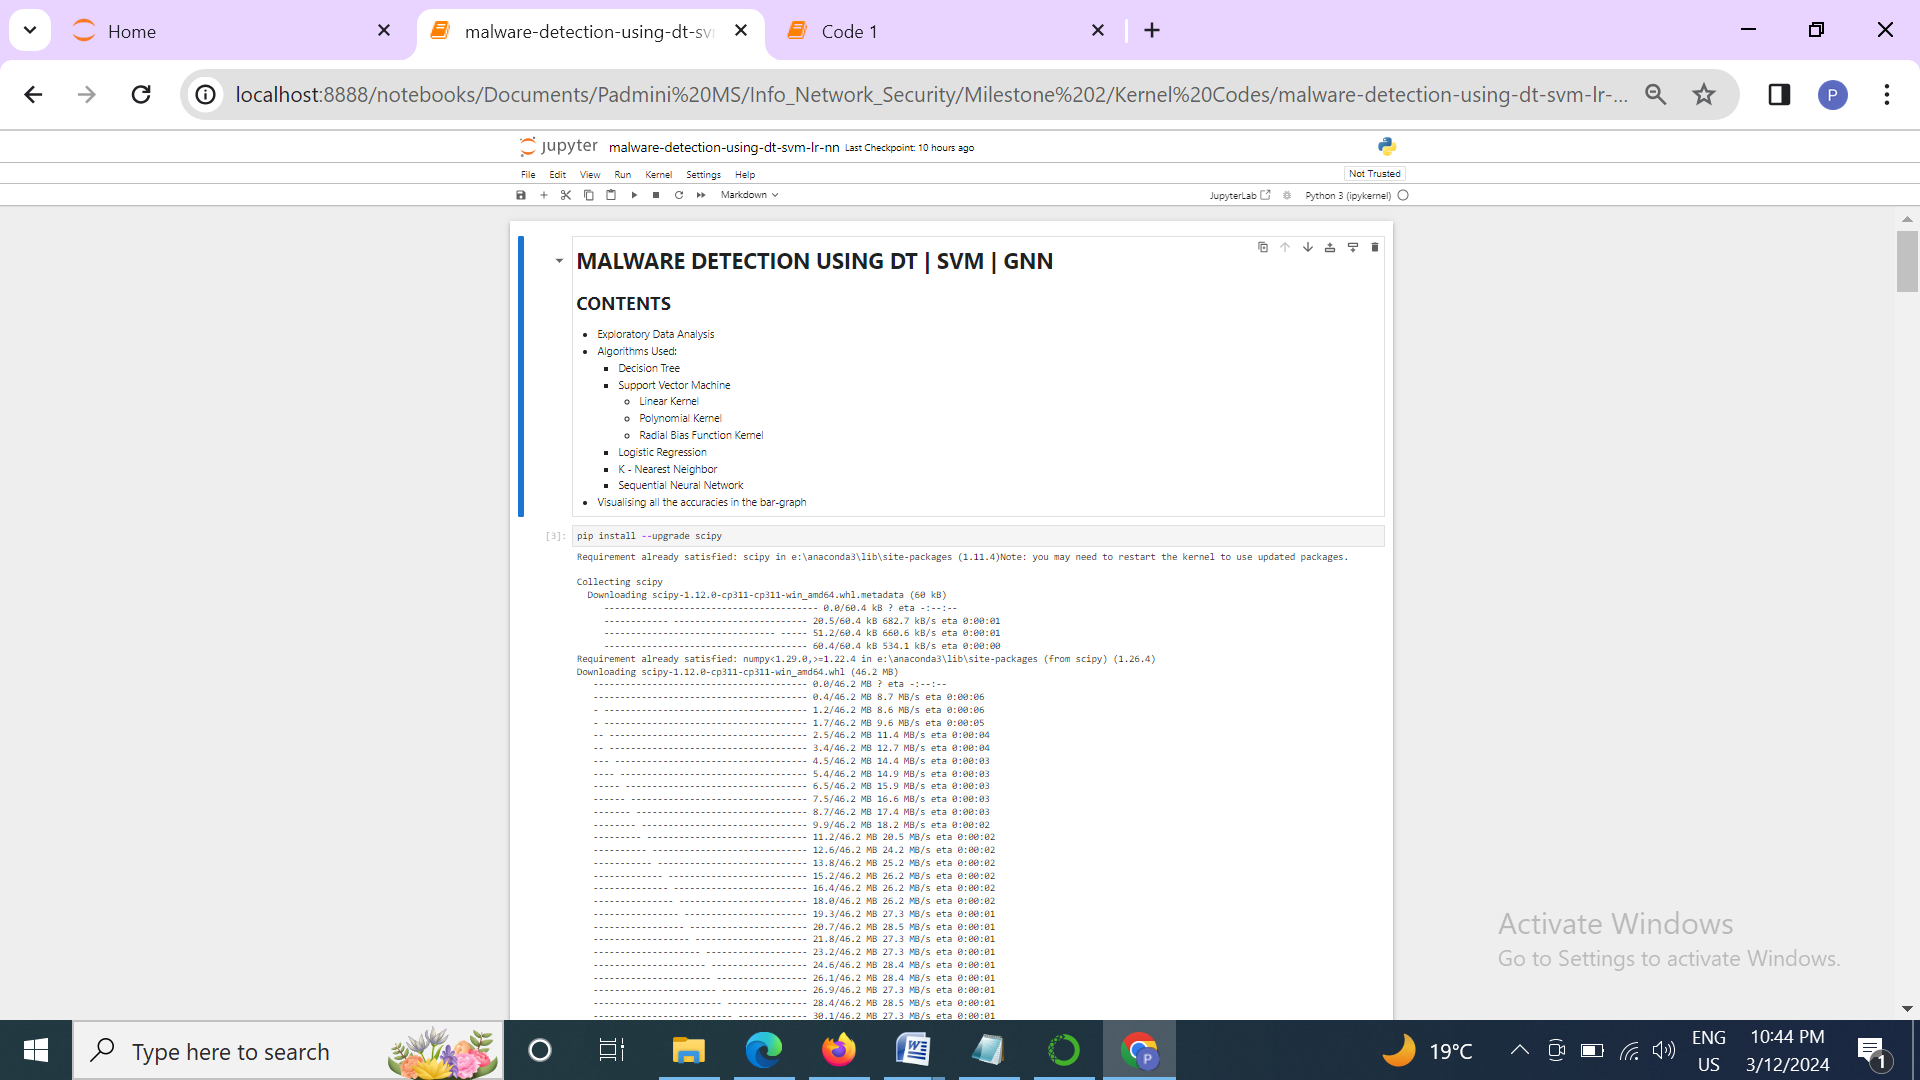 Home
malware-detection-using-dt-sv
Code 1
localhost:8888/notebooks/Documents/Padmini%20MS/Info_Network_Security/Milestone%202/Kernel%20Codes/malware-detection-using-dt-svm-lr-...
P
jupyter malware-detection-using-dt-svm-lr-nn Last Checkpoint: 10 hours ago
File Edit View Run Kernel Settings Help
Not Trusted
Markdown
JupyterLab
Python 3 (ipykernel)
MALWARE DETECTION USING DT | SVM | GNN
CONTENTS
• Exploratory Data Analysis
• Algorithms Used:
▪ Decision Tree
▪ Support Vector Machine
◦ Linear Kernel
◦ Polynomial Kernel
◦ Radial Bias Function Kernel
▪ Logistic Regression
▪ K - Nearest Neighbor
▪ Sequential Neural Network
• Visualising all the accuracies in the bar-graph
[3]: pip install --upgrade scipy
Requirement already satisfied: scipy in e:\anaconda3\lib\site-packages (1.11.4)Note: you may need to restart the kernel to use updated packages.
Collecting scipy
Downloading scipy-1.12.0-cp311-cp311-win_amd64.whl.metadata (60 kB)
---------------------------------------- 0.0/60.4 kB ? eta -:--:--
------------ ------------------------- 20.5/60.4 kB 682.7 kB/s eta 0:00:01
-------------------------------- ----- 51.2/60.4 kB 660.6 kB/s eta 0:00:01
-------------------------------------- 60.4/60.4 kB 534.1 kB/s eta 0:00:00
Requirement already satisfied: numpy<1.29.0,>=1.22.4 in e:\anaconda3\lib\site-packages (from scipy) (1.26.4)
Downloading scipy-1.12.0-cp311-cp311-win_amd64.whl (46.2 MB)
---------------------------------------- 0.0/46.2 MB ? eta -:--:--
---------------------------------------- 0.4/46.2 MB 8.7 MB/s eta 0:00:06
- -------------------------------------- 1.2/46.2 MB 8.6 MB/s eta 0:00:06
- -------------------------------------- 1.7/46.2 MB 9.6 MB/s eta 0:00:05
-- ------------------------------------- 2.5/46.2 MB 11.4 MB/s eta 0:00:04
-- ------------------------------------- 3.4/46.2 MB 12.7 MB/s eta 0:00:04
--- ------------------------------------ 4.5/46.2 MB 14.4 MB/s eta 0:00:03
---- ----------------------------------- 5.4/46.2 MB 14.9 MB/s eta 0:00:03
----- ---------------------------------- 6.5/46.2 MB 15.9 MB/s eta 0:00:03
------ --------------------------------- 7.5/46.2 MB 16.6 MB/s eta 0:00:03
------- -------------------------------- 8.7/46.2 MB 17.4 MB/s eta 0:00:03
-------- ------------------------------- 9.9/46.2 MB 18.2 MB/s eta 0:00:02
--------- ------------------------------ 11.2/46.2 MB 20.5 MB/s eta 0:00:02
---------- ----------------------------- 12.6/46.2 MB 24.2 MB/s eta 0:00:02
----------- ---------------------------- 13.8/46.2 MB 25.2 MB/s eta 0:00:02
------------- -------------------------- 15.2/46.2 MB 26.2 MB/s eta 0:00:02
-------------- ------------------------- 16.4/46.2 MB 26.2 MB/s eta 0:00:02
--------------- ------------------------ 18.0/46.2 MB 26.2 MB/s eta 0:00:02
---------------- ----------------------- 19.3/46.2 MB 27.3 MB/s eta 0:00:01
----------------- ---------------------- 20.7/46.2 MB 28.5 MB/s eta 0:00:01
------------------ --------------------- 21.8/46.2 MB 27.3 MB/s eta 0:00:01
-------------------- ------------------- 23.2/46.2 MB 27.3 MB/s eta 0:00:01
--------------------- ------------------ 24.6/46.2 MB 28.4 MB/s eta 0:00:01
---------------------- ----------------- 26.1/46.2 MB 28.4 MB/s eta 0:00:01
----------------------- ---------------- 26.9/46.2 MB 27.3 MB/s eta 0:00:01
------------------------ --------------- 28.4/46.2 MB 28.5 MB/s eta 0:00:01
-------------------------- ------------- 30.1/46.2 MB 27.3 MB/s eta 0:00:01
Activate Windows
Go to Settings to activate Windows.
Type here to search
19°C
ENG
US
10:44 PM
3/12/2024
1